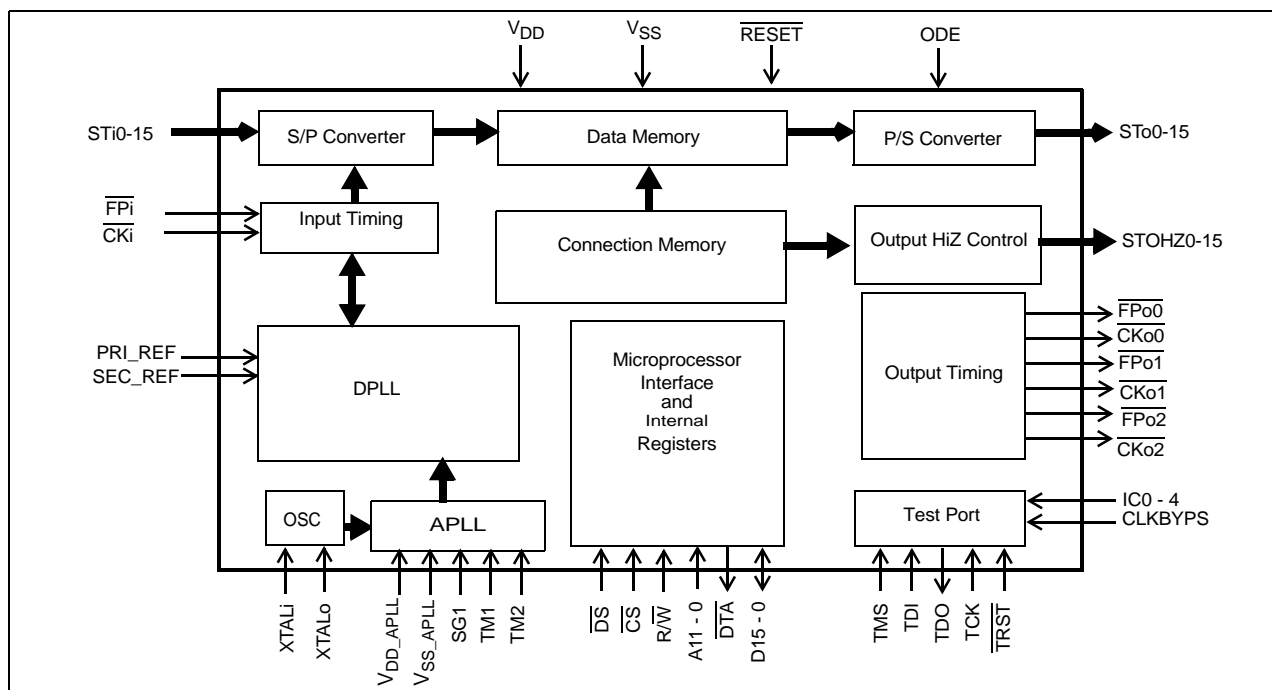 VDD
VSS
RESET
ODE
STi0-15
S/P Converter
Data Memory
P/S Converter
STo0-15
FPi
CKi
Input Timing
Connection Memory
Output HiZ Control
STOHZ0-15
PRI_REF
SEC_REF
DPLL
Microprocessor
Interface
and
Internal
Registers
Output Timing
FPo0
CKo0
FPo1
CKo1
FPo2
CKo2
OSC
APLL
Test Port
IC0 - 4
CLKBYPS
XTALi
XTALo
VDD_APLL
VSS_APLL
SG1
TM1
TM2
DS
CS
R/W
A11 - 0
DTA
D15 - 0
TMS
TDI
TDO
TCK
TRST